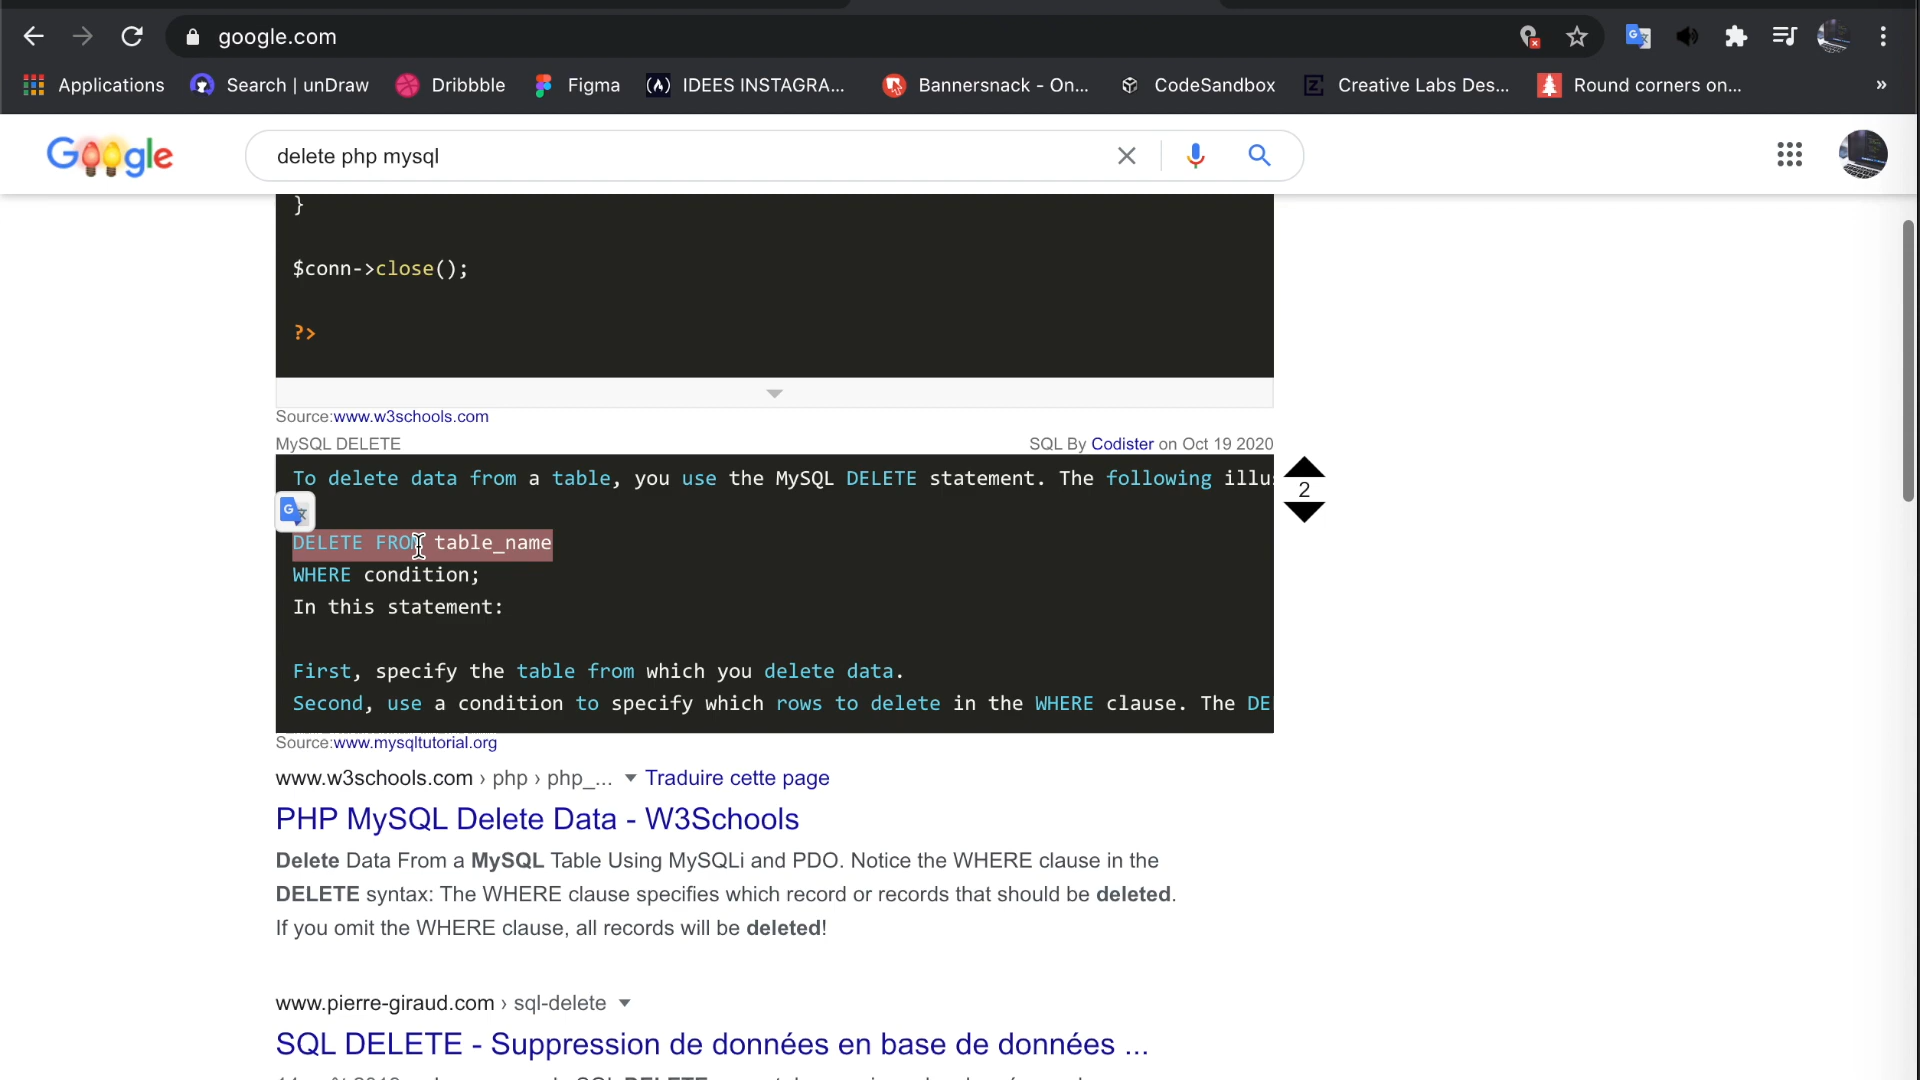 google.com
Applications
Search | unDraw
Dribbble
Figma
IDEES INSTAGRA...
Bannersnack - On...
CodeSandbox
Creative Labs Des...
Round corners on...
»
Google
delete php mysql
}
$conn->close();
?>
Source:www.w3schools.com
MySQL DELETE
SQL By Codister on Oct 19 2020
To delete data from a table, you use the MySQL DELETE statement. The following illus
2
DELETE FROM table_name
WHERE condition;
In this statement:
First, specify the table from which you delete data.
Second, use a condition to specify which rows to delete in the WHERE clause. The DE
Source:www.mysqltutorial.org
www.w3schools.com › php › php_... Traduire cette page
PHP MySQL Delete Data - W3Schools
Delete Data From a MySQL Table Using MySQLi and PDO. Notice the WHERE clause in the
DELETE syntax: The WHERE clause specifies which record or records that should be deleted.
If you omit the WHERE clause, all records will be deleted!
www.pierre-giraud.com › sql-delete
SQL DELETE - Suppression de données en base de données ...